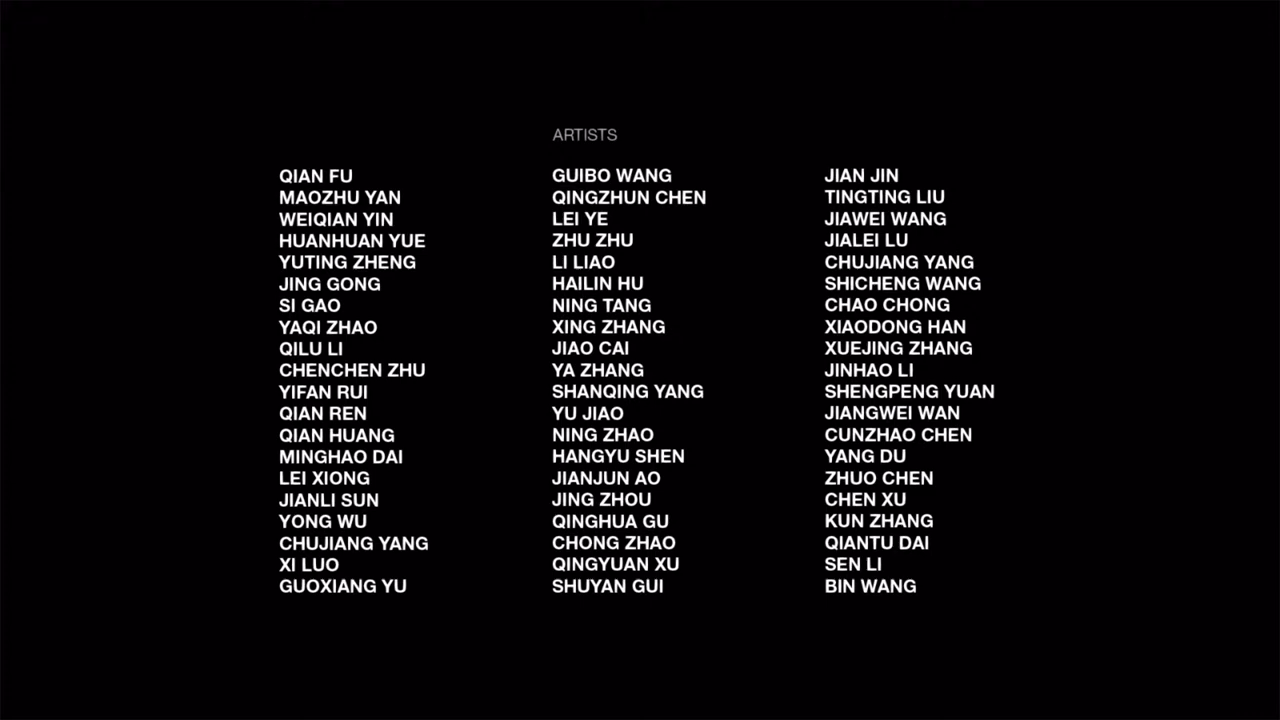 ARTISTS
QIAN FU
MAOZHU YAN
WEIQIAN YIN
HUANHUAN YUE
YUTING ZHENG
JING GONG
SI GAO
YAQI ZHAO
QILU LI
CHENCHEN ZHU
YIFAN RUI
QIAN REN
QIAN HUANG
MINGHAO DAI
LEI XIONG
JIANLI SUN
YONG WU
CHUJIANG YANG
XI LUO
GUOXIANG YU
GUIBO WANG
QINGZHUN CHEN
LEI YE
ZHU ZHU
LI LIAO
HAILIN HU
NING TANG
XING ZHANG
JIAO CAI
YA ZHANG
SHANQING YANG
YU JIAO
NING ZHAO
HANGYU SHEN
JIANJUN AO
JING ZHOU
QINGHUA GU
CHONG ZHAO
QINGYUAN XU
SHUYAN GUI
JIAN JIN
TINGTING LIU
JIAWEI WANG
JIALEI LU
CHUJIANG YANG
SHICHENG WANG
CHAO CHONG
XIAODONG HAN
XUEJING ZHANG
JINHAO LI
SHENGPENG YUAN
JIANGWEI WAN
CUNZHAO CHEN
YANG DU
ZHUO CHEN
CHEN XU
KUN ZHANG
QIANTU DAI
SEN LI
BIN WANG